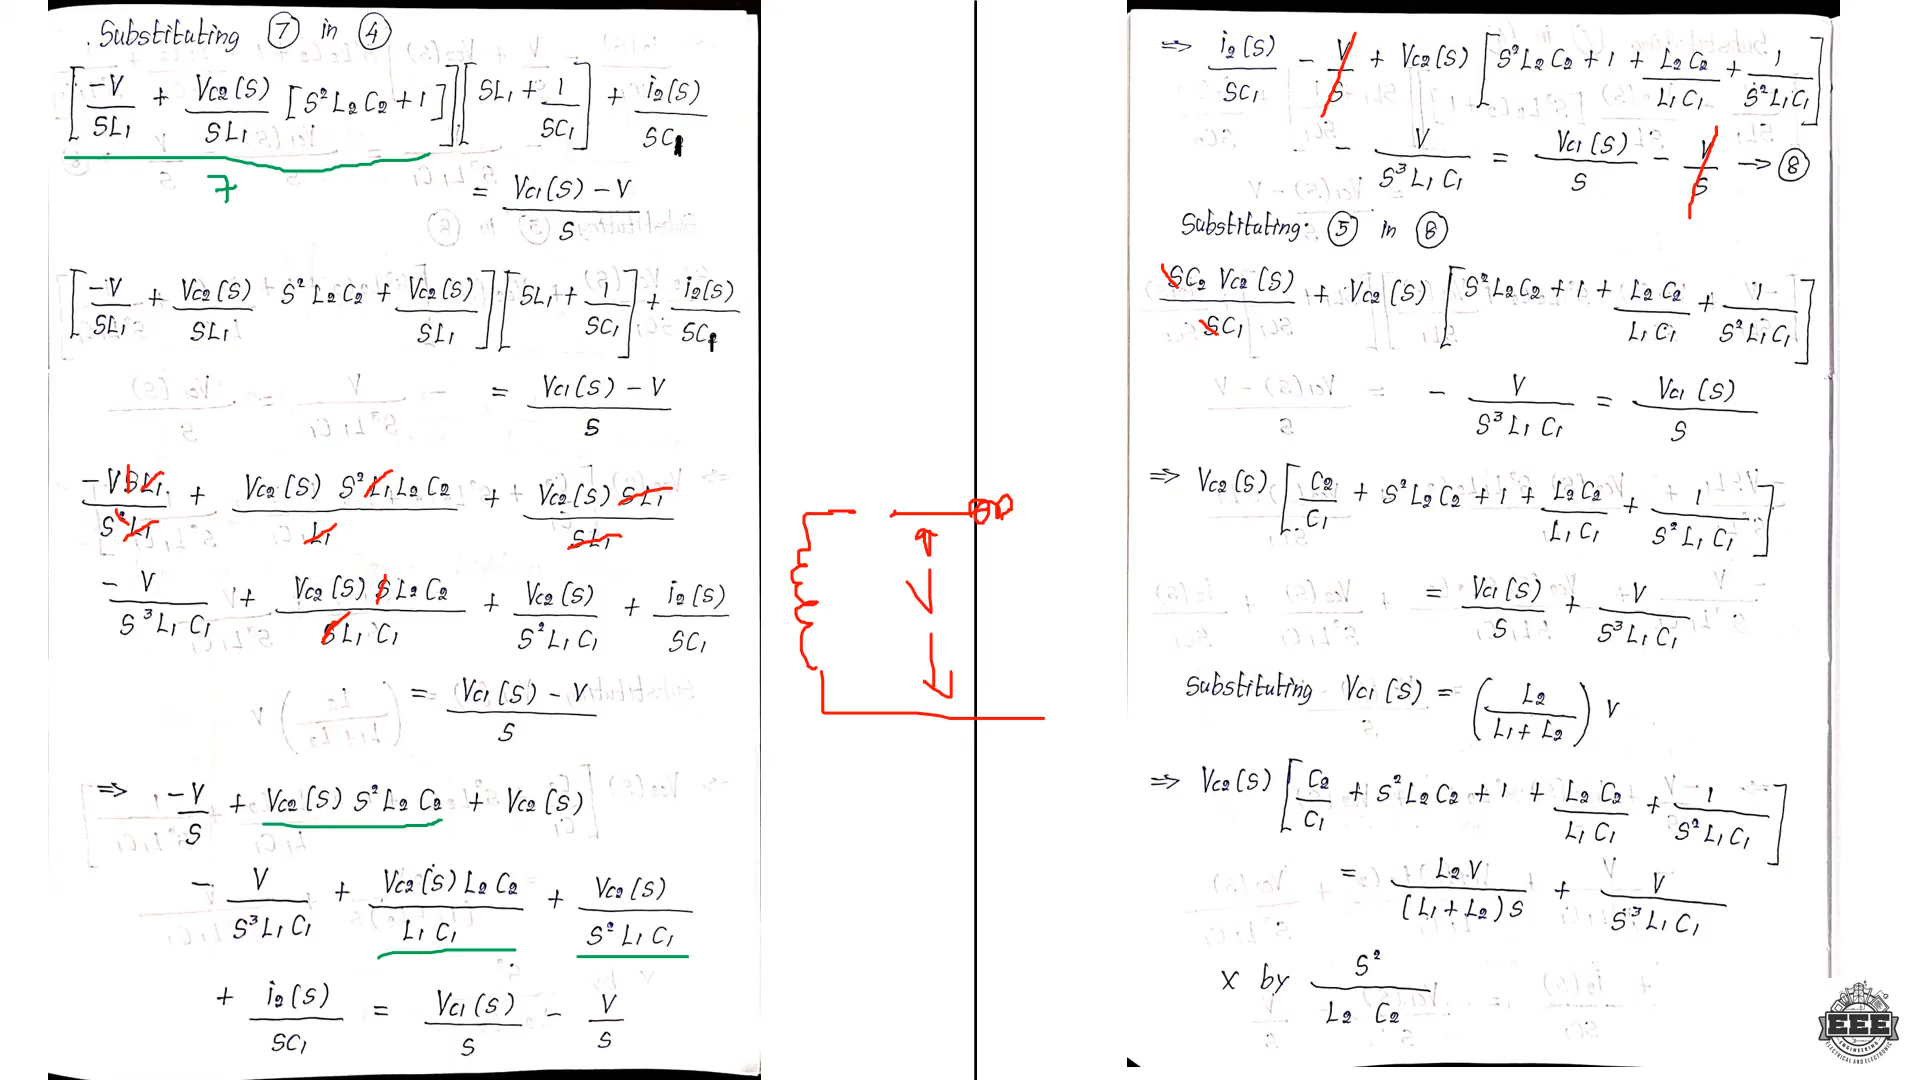 . Substituting ⑦ in ④
[-V/SL₁ + Vc₂(S)/SL₁ [S²L₂C₂+1]][SL₁ + 1/SC₁] + i₂(S)/SC₁
7
= Vc₁(S) - V / S
[-V/SL₁ + Vc₂(S)/SL₁ S²L₂C₂ + Vc₂(S)/SL₁][SL₁ + 1/SC₁] + i₂(S)/SC₁
= Vc₁(S) - V / S
-VSL₁/S²L₁ + Vc₂(S) S²L₁L₂C₂/L₁ + Vc₂(S) SL₁/SL₁
- V/S³L₁C₁ + Vc₂(S) S L₂C₂/SL₁C₁ + Vc₂(S)/S²L₁C₁ + i₂(S)/SC₁
= Vc₁(S) - V / S
⇒ -V/S + Vc₂(S) S²L₂C₂ + Vc₂(S)
- V/S³L₁C₁ + Vc₂(S)L₂C₂/L₁C₁ + Vc₂(S)/S²L₁C₁
+ i₂(S)/SC₁ = Vc₁(S)/S - V/S
V
⇒ i₂(S)/SC₁ - V/S + Vc₂(S) [S²L₂C₂+1+ L₂C₂/L₁C₁ + 1/S²L₁C₁]
- V/S³L₁C₁ = Vc₁(S)/S - V/S → ⑧
Substituting ⑤ in ⑧
SC₂ Vc₂(S)/SC₁ + Vc₂(S) [S²L₂C₂+1+ L₂C₂/L₁C₁ + 1/S²L₁C₁]
- V/S³L₁C₁ = Vc₁(S)/S
⇒ Vc₂(S) [C₂/C₁ + S²L₂C₂+1+ L₂C₂/L₁C₁ + 1/S²L₁C₁]
= Vc₁(S)/S + V/S³L₁C₁
Substituting Vc₁(S) = (L₂/L₁+L₂) V
⇒ Vc₂(S) [C₂/C₁ + S²L₂C₂+1+ L₂C₂/L₁C₁ + 1/S²L₁C₁]
= L₂V/(L₁+L₂)S + V/S³L₁C₁
x by S²/L₂C₂
EEE
ENGINEERING
ELECTRICAL AND ELECTRONIC